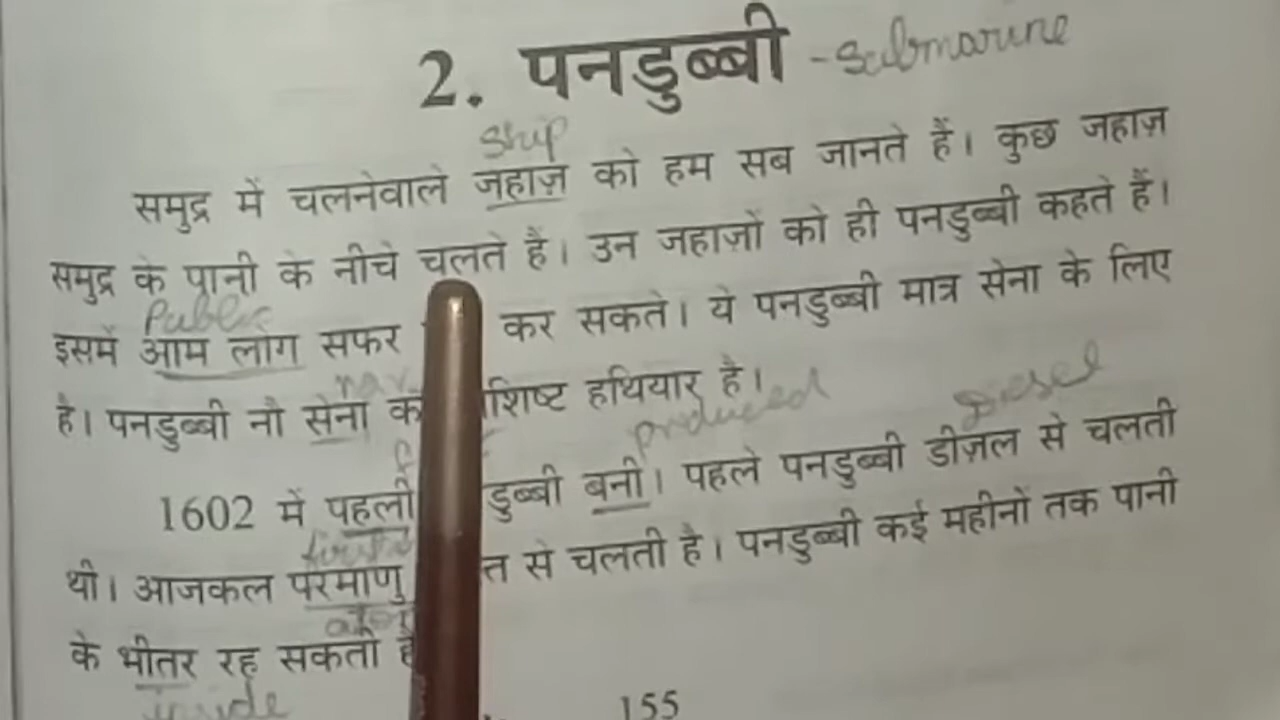 2. पनडुब्बी - Submarine
ship
समुद्र में चलनेवाले जहाज़ को हम सब जानते हैं। कुछ जहाज़
समुद्र के पानी के नीचे चलते हैं। उन जहाज़ों को ही पनडुब्बी कहते हैं।
Public
इसमें आम लोग सफर कर सकते। ये पनडुब्बी मात्र सेना के लिए
है। पनडुब्बी नौ सेना हथियार है।
produced diesel
1602 में पहली डुब्बी बनी। पहले पनडुब्बी डीज़ल से चलती
first
थी। आजकल परमाणु से चलती है। पनडुब्बी कई महीनों तक पानी
के भीतर रह सकती
inside
155